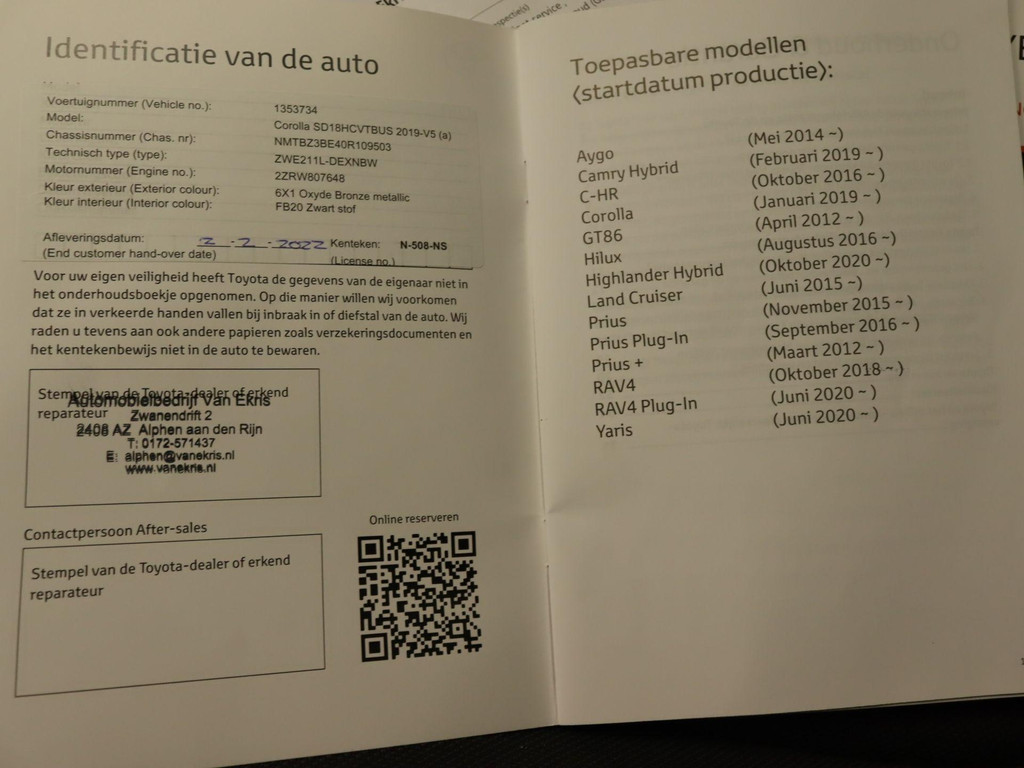 Identificatie van de auto
Voertuignummer (Vehicle no.): 1353734
Model: Corolla SD18HCVTBUS 2019-V5 (a)
Chassisnummer (Chas. nr): NMTBZ3BE40R109503
Technisch type (type): ZWE211L-DEXNBW
Motornummer (Engine no.): 2ZRW807648
Kleur exterieur (Exterior colour): 6X1 Oxyde Bronze metallic
Kleur interieur (Interior colour): FB20 Zwart stof
Afleveringsdatum: 2 - 2 - 2022 Kenteken: N-508-NS
(End customer hand-over date) (License no.)
Voor uw eigen veiligheid heeft Toyota de gegevens van de eigenaar niet in
het onderhoudsboekje opgenomen. Op die manier willen wij voorkomen
dat ze in verkeerde handen vallen bij inbraak in of diefstal van de auto. Wij
raden u tevens aan ook andere papieren zoals verzekeringsdocumenten en
het kentekenbewijs niet in de auto te bewaren.
Stempel van de Toyota-dealer of erkend
reparateur
Automobielbedrijf Van Ekris
Zwanendrift 2
2408 AZ Alphen aan den Rijn
T: 0172-571437
E: alphen@vanekris.nl
www.vanekris.nl
Contactpersoon After-sales
Stempel van de Toyota-dealer of erkend
reparateur
Online reserveren
Toepasbare modellen
(startdatum productie):
Aygo (Mei 2014 ~)
Camry Hybrid (Februari 2019 ~ )
C-HR (Oktober 2016 ~ )
Corolla (Januari 2019 ~ )
GT86 (April 2012 ~ )
Hilux (Augustus 2016 ~)
Highlander Hybrid (Oktober 2020 ~)
Land Cruiser (Juni 2015 ~)
Prius (November 2015 ~ )
Prius Plug-In (September 2016 ~ )
Prius + (Maart 2012 ~ )
RAV4 (Oktober 2018 ~ )
RAV4 Plug-In (Juni 2020 ~ )
Yaris (Juni 2020 ~ )